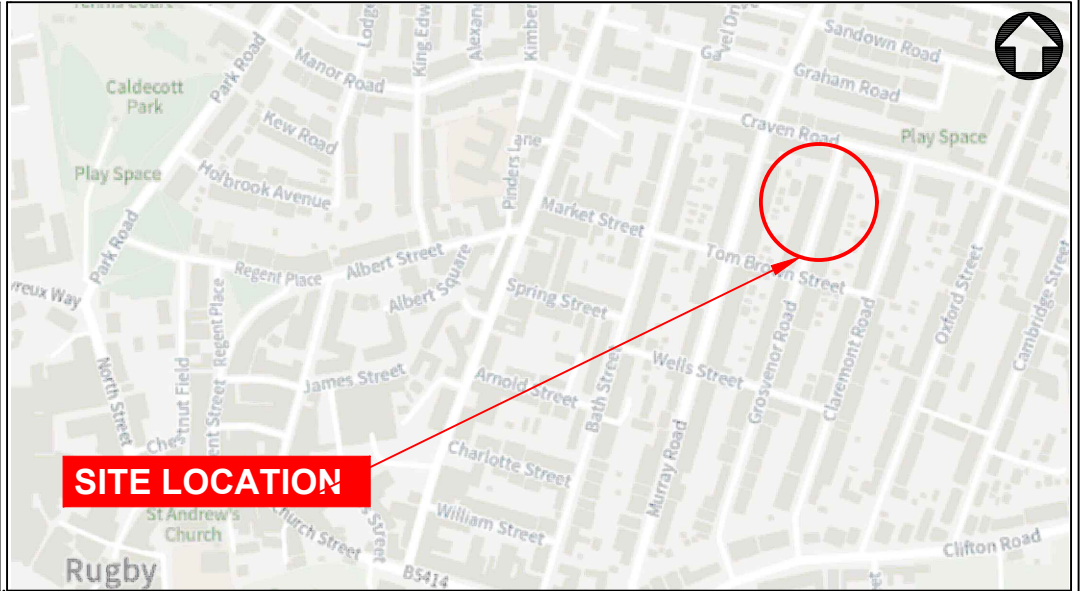 Park Road
Manor Road
Sandown Road
Graham Road
Caldecott
Park
Craven Road
Play Space
Kew Road
Pinders Lane
Play Space
Holbrook Avenue
Market Street
Park Road
Albert Street
Tom Brown Street
Regent Place
Albert Square
Spring Street
Regent Place
Oxford Street
Cambridge Street
Grosvenor Road
Claremont Road
North Street
Wells Street
James Street
Arnold Street
Bath Street
Murray Road
Charlotte Street
SITE LOCATION
St Andrew's
Church
Church Street
William Street
Clifton Road
Rugby
B5414